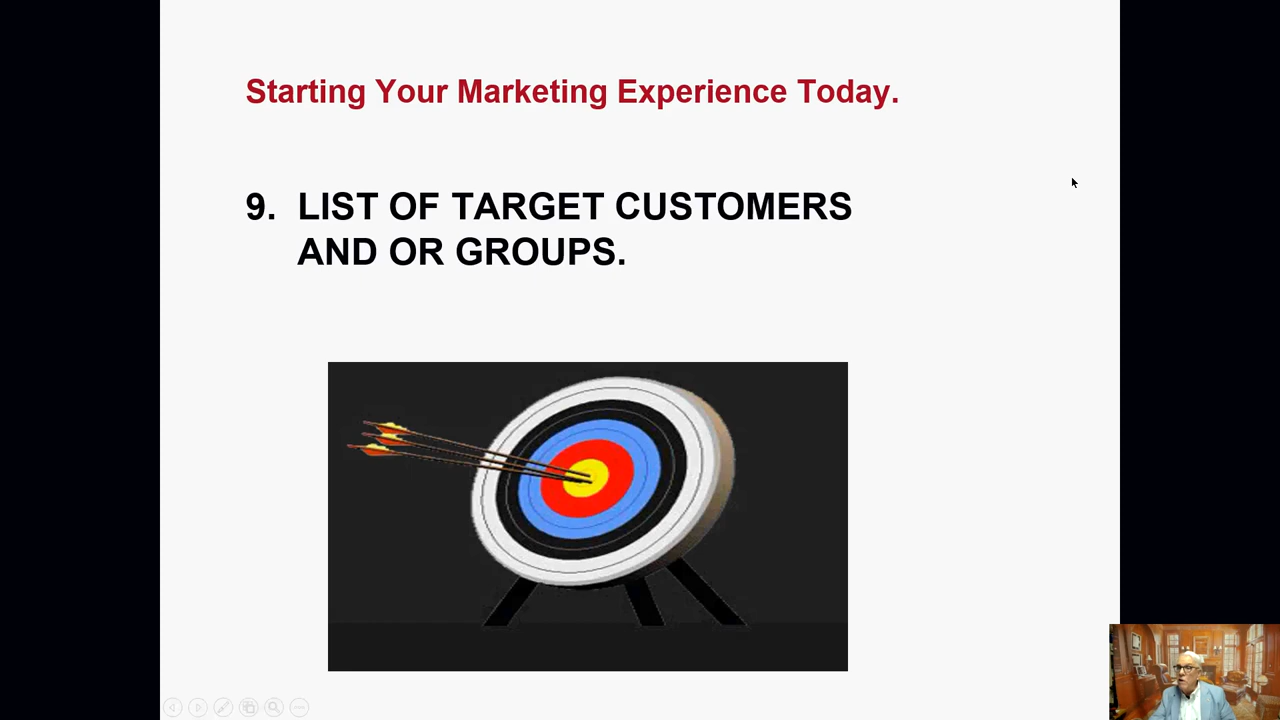 Starting Your Marketing Experience Today.
9. LIST OF TARGET CUSTOMERS
AND OR GROUPS.